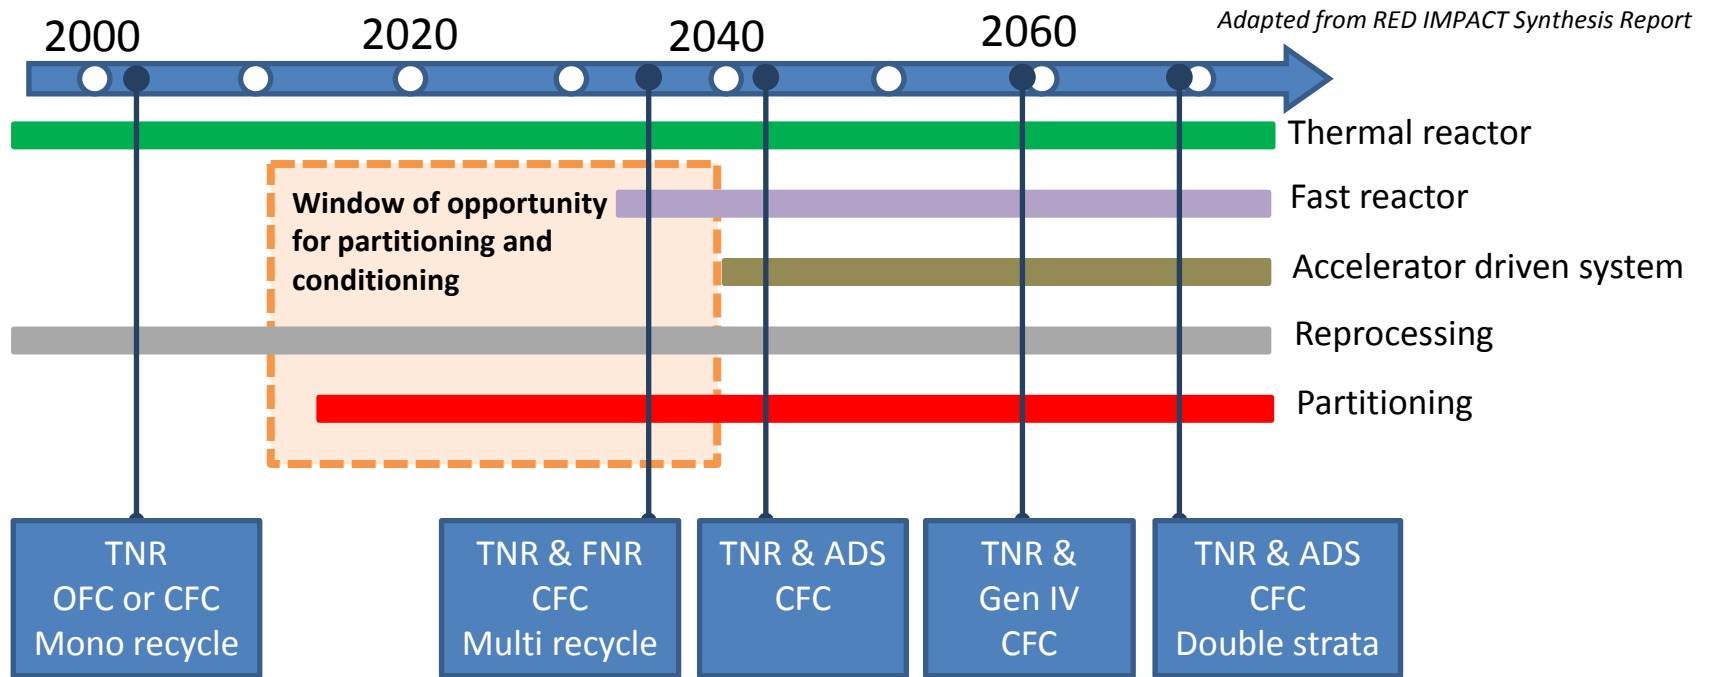 Adapted from RED IMPACT Synthesis Report
2000 2020 2040 2060
Thermal reactor
Window of opportunity
for partitioning and
conditioning
Fast reactor
Accelerator driven system
Reprocessing
Partitioning
TNR
OFC or CFC
Mono recycle
TNR & FNR
CFC
Multi recycle
TNR & ADS
CFC
TNR &
Gen IV
CFC
TNR & ADS
CFC
Double strata